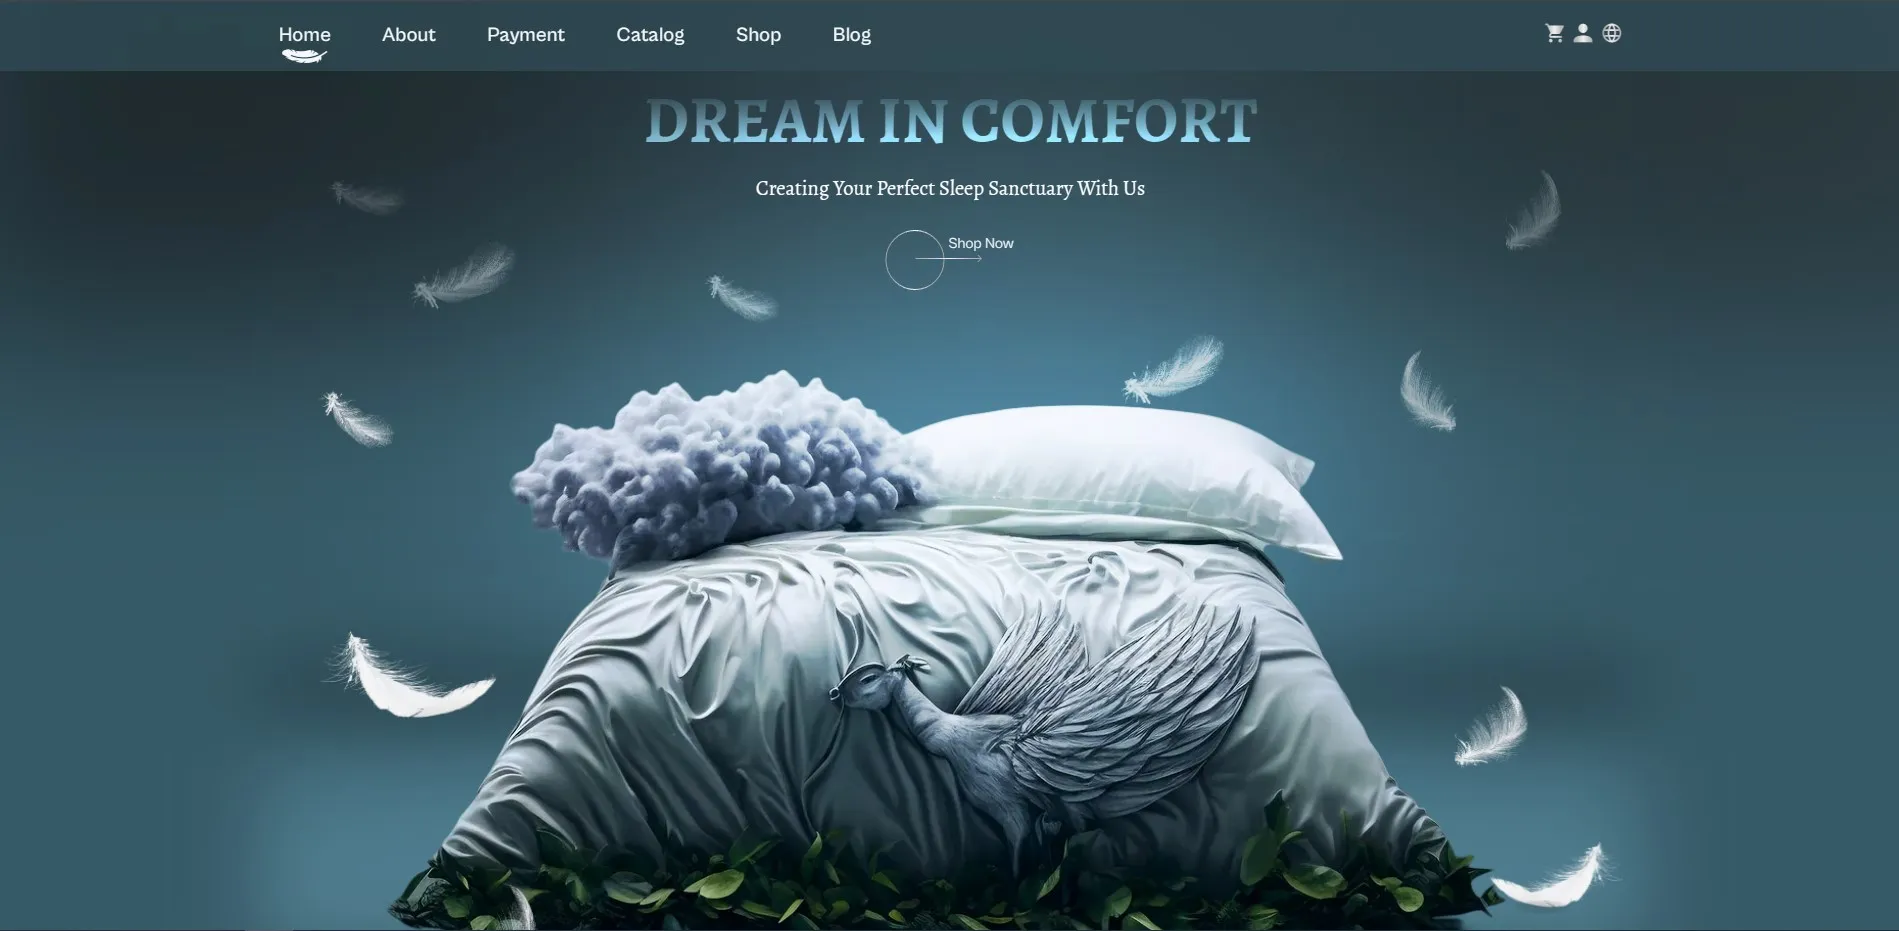 Home About Payment Catalog Shop Blog
DREAM IN COMFORT
Creating Your Perfect Sleep Sanctuary With Us
Shop Now